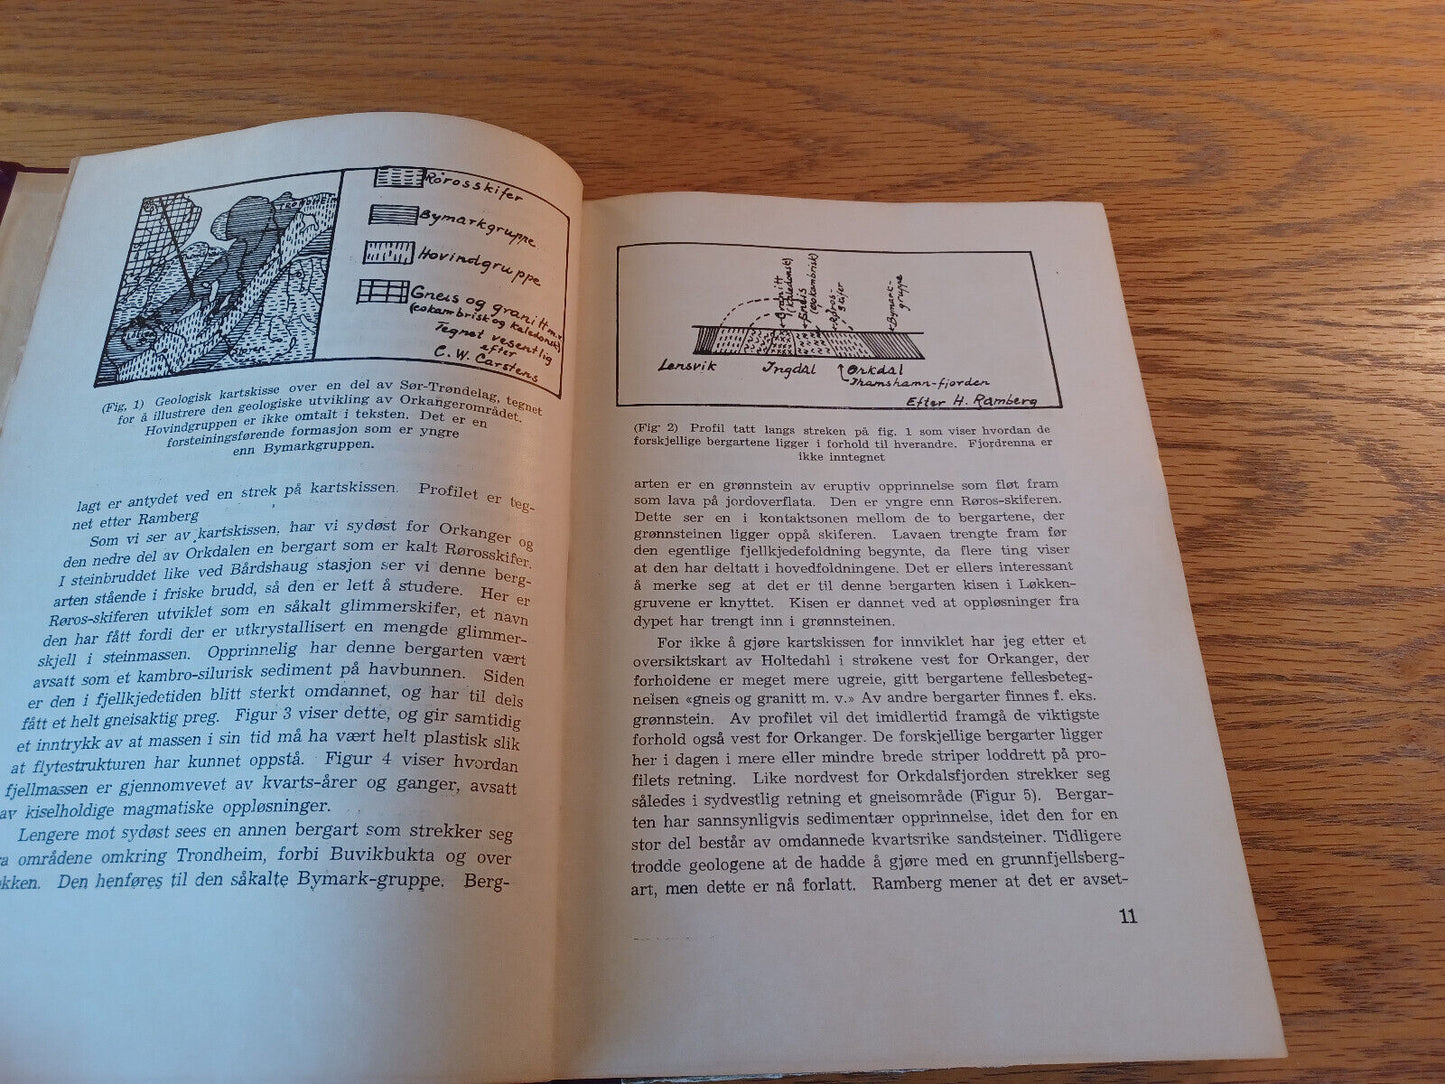 Rørosskifer
Bymarkgruppe
Hovindgruppe
Gneis og granitt m.v
(eokambrisk og kaledonsk)
Tegnet vesentlig
efter
C. W. Carstens
(Fig. 1) Geologisk kartskisse over en del av Sør-Trøndelag, tegnet
for å illustrere den geologiske utvikling av Orkangerområdet.
Hovindgruppen er ikke omtalt i teksten. Det er en
forsteiningsførende formasjon som er yngre
enn Bymarkgruppen.
lagt er antydet ved en strek på kartskissen. Profilet er teg-
net etter Ramberg
Som vi ser av kartskissen, har vi sydøst for Orkanger og
den nedre del av Orkdalen en bergart som er kalt Rørosskifer.
I steinbruddet like ved Bårdshaug stasjon ser vi denne berg-
arten stående i friske brudd, så den er lett å studere. Her er
Røros-skiferen utviklet som en såkalt glimmerskifer, et navn
den har fått fordi der er utkrystallisert en mengde glimmer-
skjell i steinmassen. Opprinnelig har denne bergarten vært
avsatt som et kambro-silurisk sediment på havbunnen. Siden
er den i fjellkjedetiden blitt sterkt omdannet, og har til dels
fått et helt gneisaktig preg. Figur 3 viser dette, og gir samtidig
et inntrykk av at massen i sin tid må ha vært helt plastisk slik
at flytestrukturen har kunnet oppstå. Figur 4 viser hvordan
fjellmassen er gjennomvevet av kvarts-årer og ganger, avsatt
av kiselholdige magmatiske oppløsninger.
Lengere mot sydøst sees en annen bergart som strekker seg
ra områdene omkring Trondheim, forbi Buvikbukta og over
kken. Den henføres til den såkalte Bymark-gruppe. Berg-
Granitt
(kaledonsk)
Gneis
(eokambrisk)
Røros-
skifer
Bymark-
gruppe
Lensvik Ingdal Orkdal
Thamshamn-fjorden
Efter H. Ramberg
(Fig 2) Profil tatt langs streken på fig. 1 som viser hvordan de
forskjellige bergartene ligger i forhold til hverandre. Fjordrenna er
ikke inntegnet
arten er en grønnstein av eruptiv opprinnelse som fløt fram
som lava på jordoverflata. Den er yngre enn Røros-skiferen.
Dette ser en i kontaktsonen mellom de to bergartene, der
grønnsteinen ligger oppå skiferen. Lavaen trengte fram før
den egentlige fjellkjedefoldning begynte, da flere ting viser
at den har deltatt i hovedfoldningene. Det er ellers interessant
å merke seg at det er til denne bergarten kisen i Løkken-
gruvene er knyttet. Kisen er dannet ved at oppløsninger fra
dypet har trengt inn i grønnsteinen.
For ikke å gjøre kartskissen for innviklet har jeg etter et
oversiktskart av Holtedahl i strøkene vest for Orkanger, der
forholdene er meget mere ugreie, gitt bergartene fellesbeteg-
nelsen «gneis og granitt m. v.» Av andre bergarter finnes f. eks.
grønnstein. Av profilet vil det imidlertid framgå de viktigste
forhold også vest for Orkanger. De forskjellige bergarter ligger
her i dagen i mere eller mindre brede striper loddrett på pro-
filets retning. Like nordvest for Orkdalsfjorden strekker seg
således i sydvestlig retning et gneisområde (Figur 5). Bergar-
ten har sannsynligvis sedimentær opprinnelse, idet den for en
stor del består av omdannede kvartsrike sandsteiner. Tidligere
trodde geologene at de hadde å gjøre med en grunnfjellsberg-
art, men dette er nå forlatt. Ramberg mener at det er avset-
11